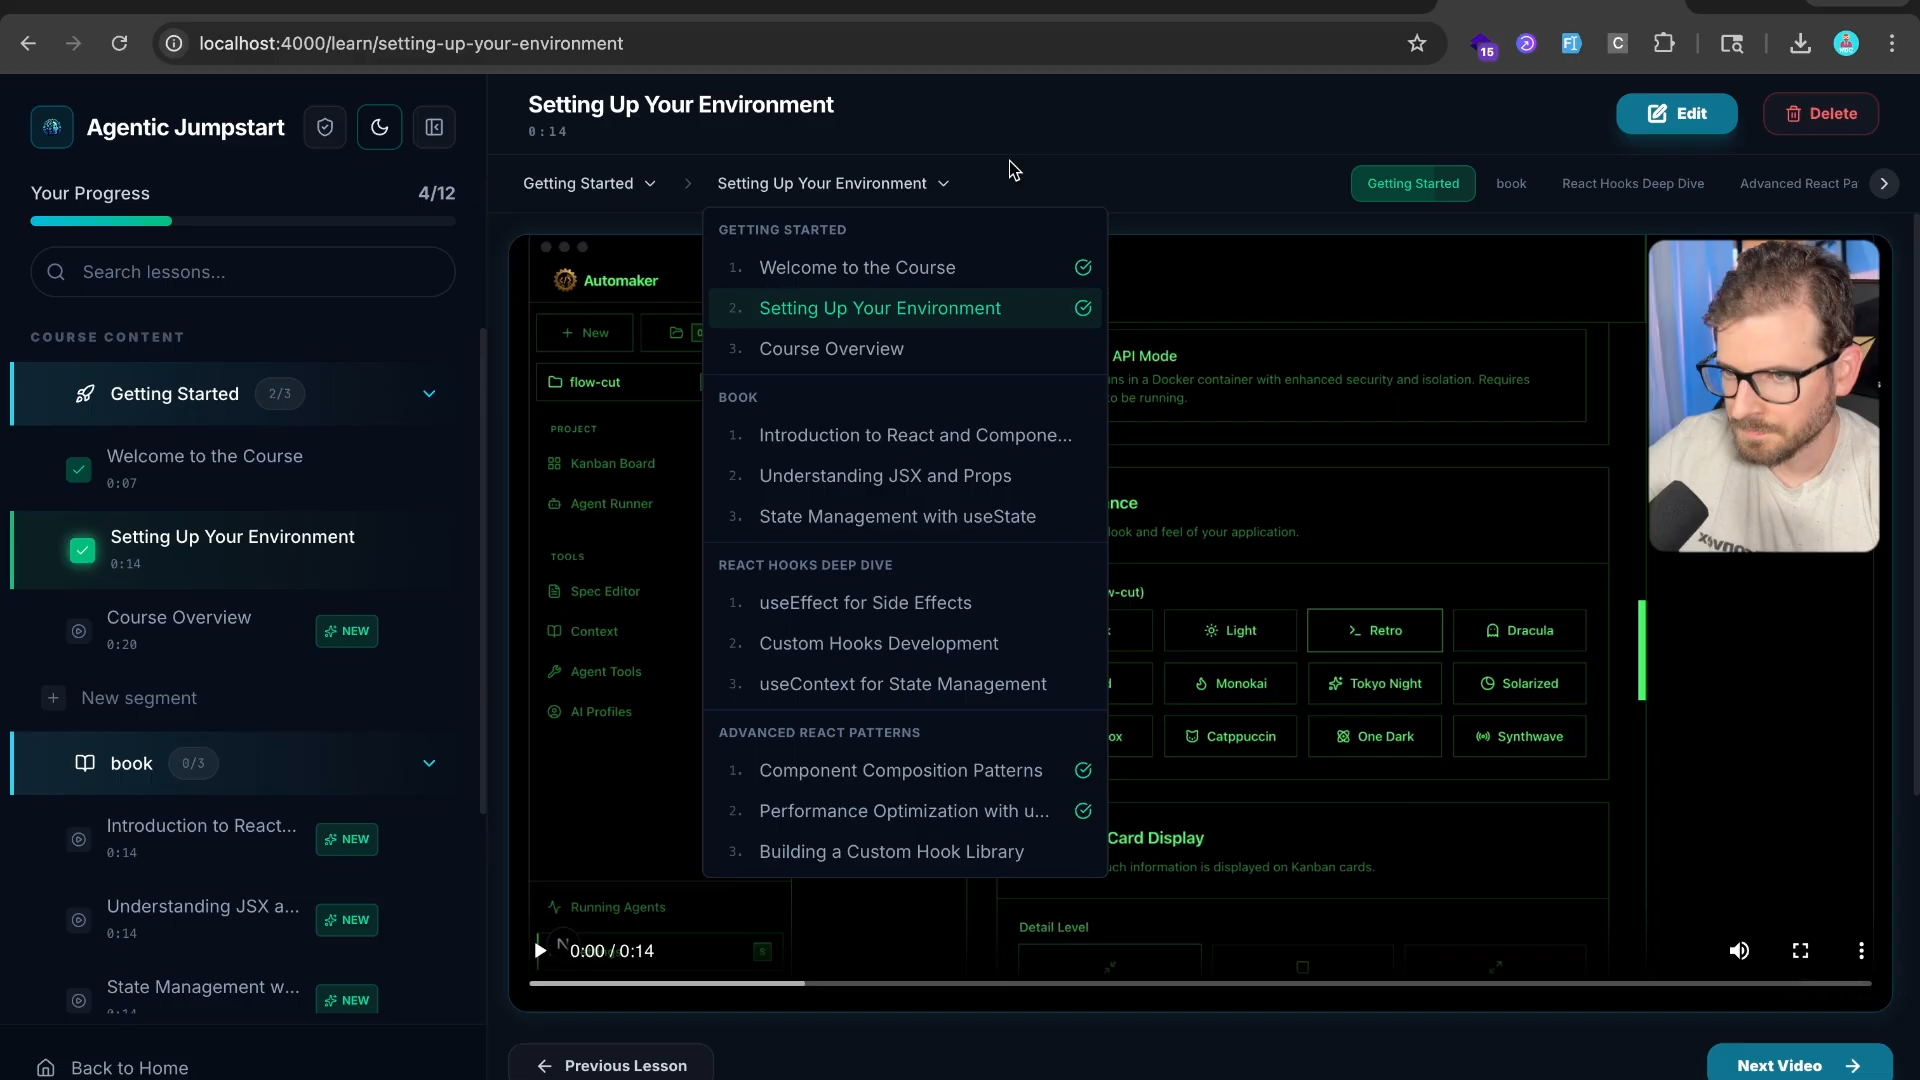 localhost:4000/learn/setting-up-your-environment
15
C
Agentic Jumpstart
Your Progress
4/12
Search lessons...
COURSE CONTENT
Getting Started
2/3
Welcome to the Course
0:07
Setting Up Your Environment
0:14
Course Overview
0:20
NEW
New segment
book
0/3
Introduction to React...
0:14
NEW
Understanding JSX a...
0:14
NEW
State Management w...
0:14
NEW
Back to Home
Setting Up Your Environment
0:14
Edit
Delete
Getting Started
Setting Up Your Environment
Getting Started
book
React Hooks Deep Dive
Advanced React Pa
GETTING STARTED
1. Welcome to the Course
2. Setting Up Your Environment
3. Course Overview
BOOK
1. Introduction to React and Compone...
2. Understanding JSX and Props
3. State Management with useState
REACT HOOKS DEEP DIVE
1. useEffect for Side Effects
2. Custom Hooks Development
3. useContext for State Management
ADVANCED REACT PATTERNS
1. Component Composition Patterns
2. Performance Optimization with u...
3. Building a Custom Hook Library
Automaker
New
flow-cut
PROJECT
Kanban Board
Agent Runner
TOOLS
Spec Editor
Context
Agent Tools
AI Profiles
Running Agents
N
S
0:00 / 0:14
API Mode
ns in a Docker container with enhanced security and isolation. Requires
o be running.
nce
look and feel of your application.
w-cut)
Light
Retro
Dracula
Monokai
Tokyo Night
Solarized
ox
Catppuccin
One Dark
Synthwave
Card Display
uch information is displayed on Kanban cards.
Detail Level
Previous Lesson
Next Video